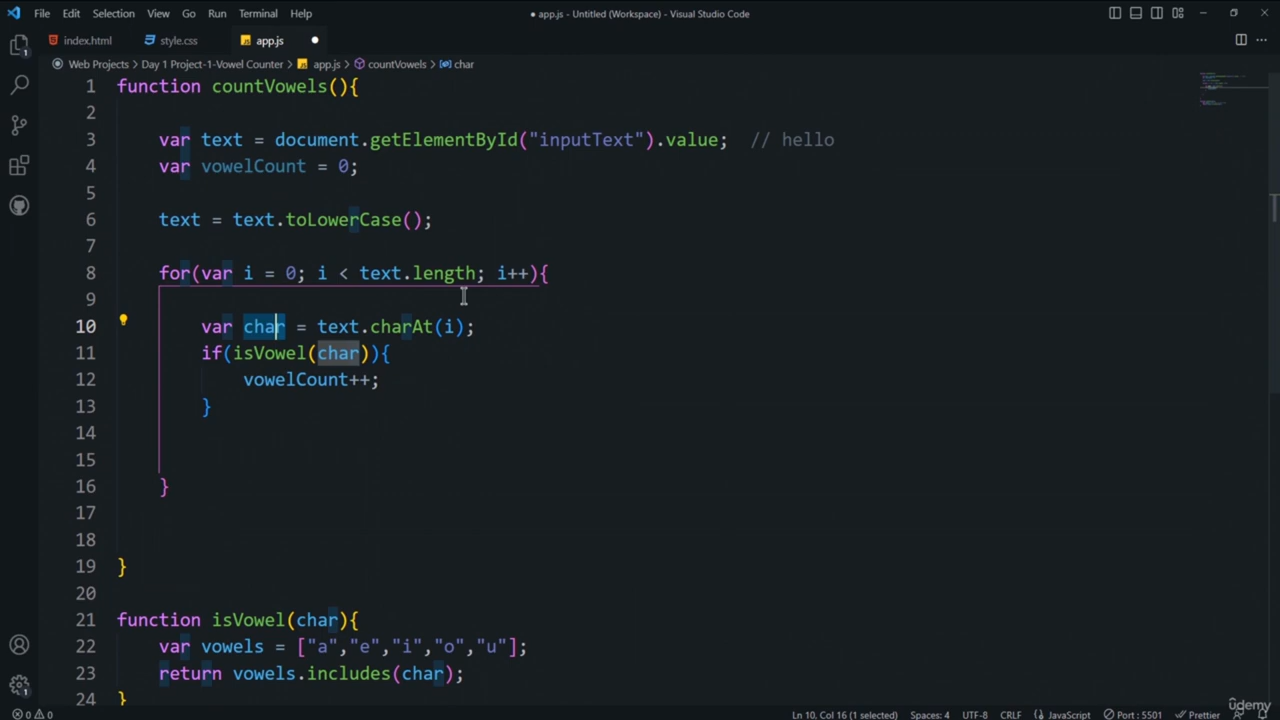 File Edit Selection View Go Run Terminal Help
● app.js - Untitled (Workspace) - Visual Studio Code
index.html style.css app.js ●
Web Projects > Day 1 Project-1-Vowel Counter > app.js > countVowels > char
1 function countVowels(){
2
3 var text = document.getElementById("inputText").value; // hello
4 var vowelCount = 0;
5
6 text = text.toLowerCase();
7
8 for(var i = 0; i < text.length; i++){
9
10 var char = text.charAt(i);
11 if(isVowel(char)){
12 vowelCount++;
13 }
14
15
16 }
17
18
19 }
20
21 function isVowel(char){
22 var vowels = ["a","e","i","o","u"];
23 return vowels.includes(char);
24 }
0 0 Ln 10, Col 16 (1 selected) Spaces: 4 UTF-8 CRLF { } JavaScript Port : 5501 Prettier
udemy